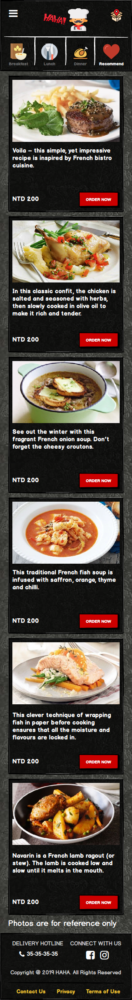 HAHA!
Breakfast
Lunch
Dinner
Recommend
Voila – this simple, yet impressive
recipe is inspired by French bistro
cuisine.
NTD 200
ORDER NOW
In this classic confit, the chicken is
salted and seasoned with herbs,
then slowly cooked in olive oil to
make it rich and tender.
NTD 200
ORDER NOW
See out the winter with this
fragrant French onion soup. Don't
forget the cheesy croutons.
NTD 200
ORDER NOW
This traditional French fish soup is
infused with saffron, orange, thyme
and chilli.
NTD 200
ORDER NOW
This clever technique of wrapping
fish in paper before cooking
ensures that all the moisture and
flavours are locked in.
NTD 200
ORDER NOW
Navarin is a French lamb ragout (or
stew). The lamb is cooked low and
slow until it melts in the mouth.
NTD 200
ORDER NOW
Photos are for reference only
DELIVERY HOTLINE
35-35-35-35
CONNECT WITH US
Copyright @ 2019 HAHA. All Rights Reserved
Contact Us
Privacy
Terms of Use